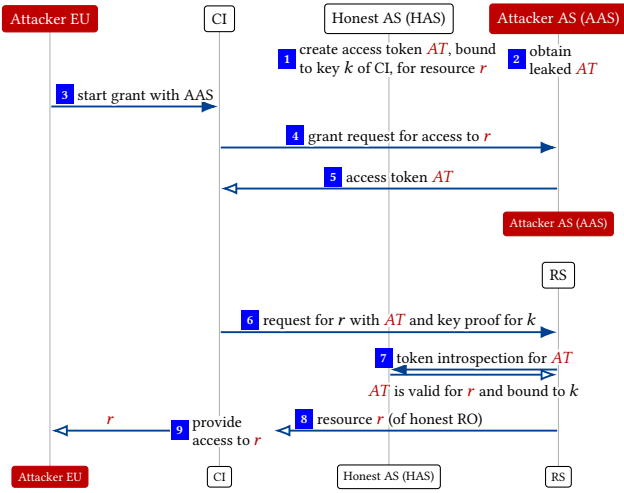 Attacker EU
CI
Honest AS (HAS)
Attacker AS (AAS)
1 create access token AT, bound
to key k of CI, for resource r
2 obtain
leaked AT
3 start grant with AAS
4 grant request for access to r
5 access token AT
Attacker AS (AAS)
RS
6 request for r with AT and key proof for k
7 token introspection for AT
AT is valid for r and bound to k
8 resource r (of honest RO)
9 provide
access to r
r
Attacker EU
CI
Honest AS (HAS)
RS